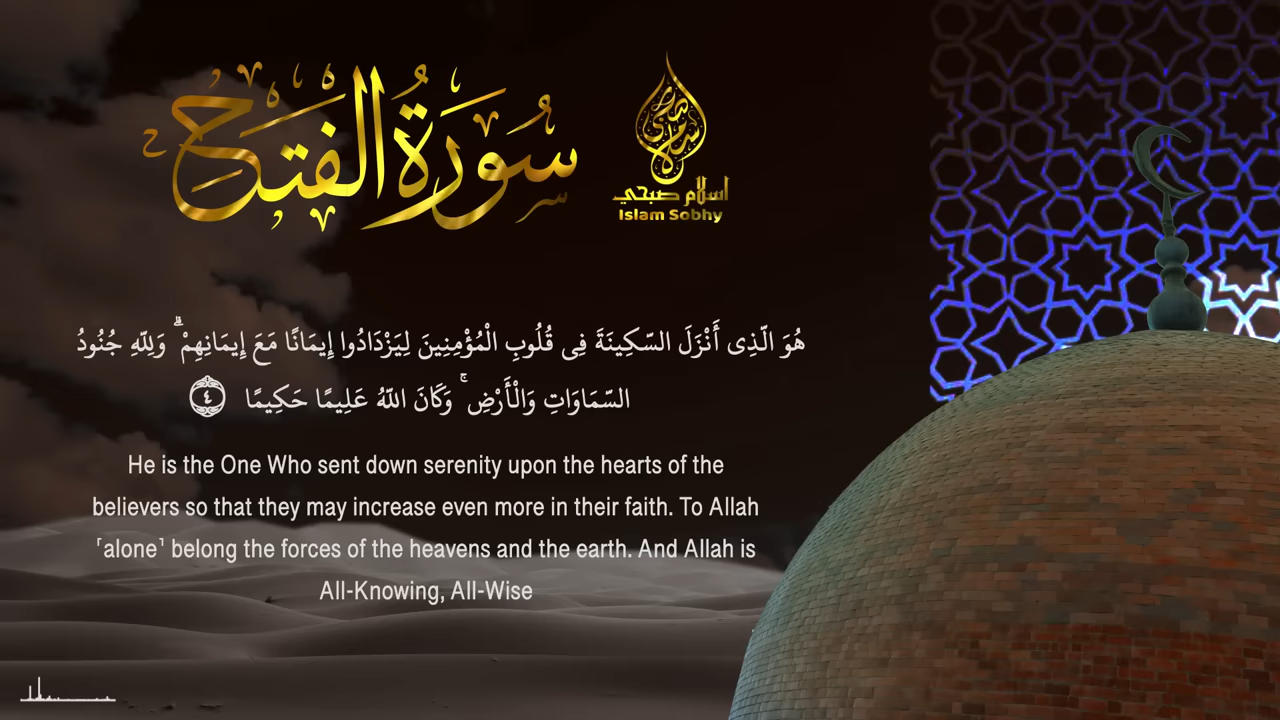 سُورَةُ الْفَتْحِ
اسلام صبحي
Islam Sobhy
هُوَ الَّذِى أَنْزَلَ السَّكِينَةَ فِى قُلُوبِ الْمُؤْمِنِينَ لِيَزْدَادُوا إِيمَانًا مَعَ إِيمَانِهِمْ ۗ وَلِلَّهِ جُنُودُ
السَّمَاوَاتِ وَالْأَرْضِ ۚ وَكَانَ اللَّهُ عَلِيمًا حَكِيمًا ٤
He is the One Who sent down serenity upon the hearts of the
believers so that they may increase even more in their faith. To Allah
˹alone˺ belong the forces of the heavens and the earth. And Allah is
All-Knowing, All-Wise